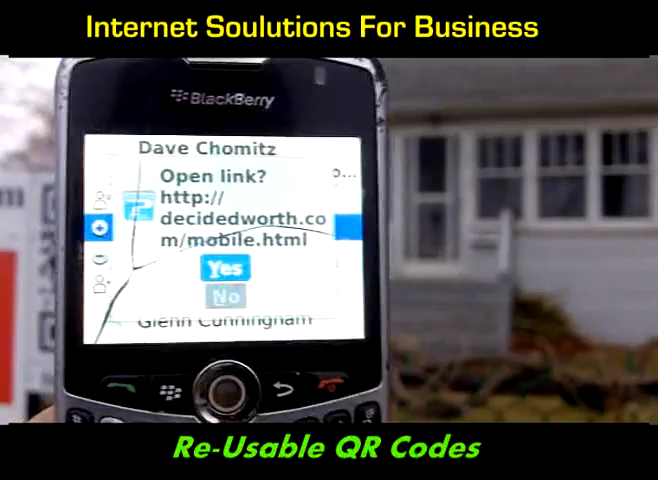 Internet Soulutions For Business
BlackBerry
Dave Chomitz
Open link?
http://
decidedworth.co
m/mobile.html
Yes
No
Glenn Cunningham
Re-Usable QR Codes